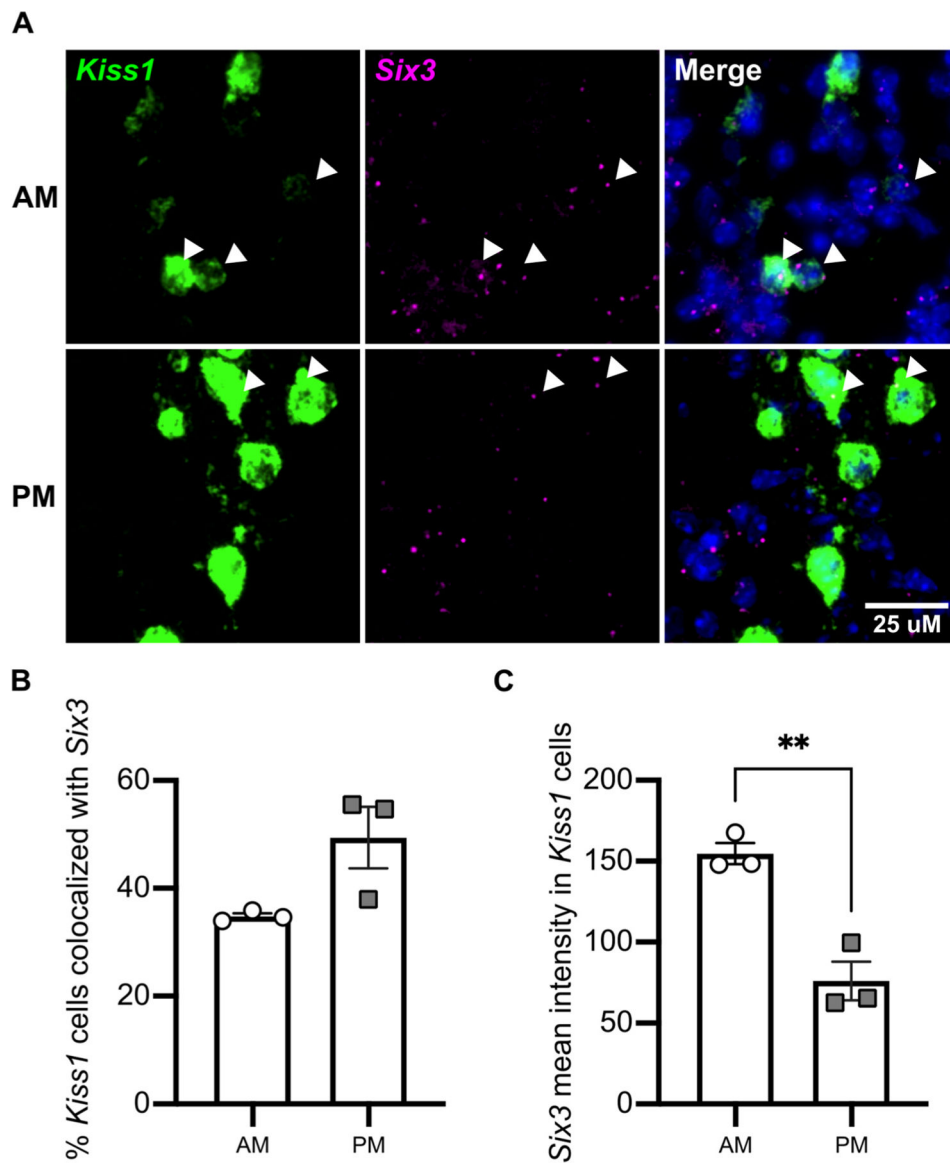 A
Kiss1
Six3
Merge
AM
PM
25 uM
B
% Kiss1 cells colocalized with Six3
60
40
20
0
AM
PM
C
Six3 mean intensity in Kiss1 cells
**
200
150
100
50
0
AM
PM